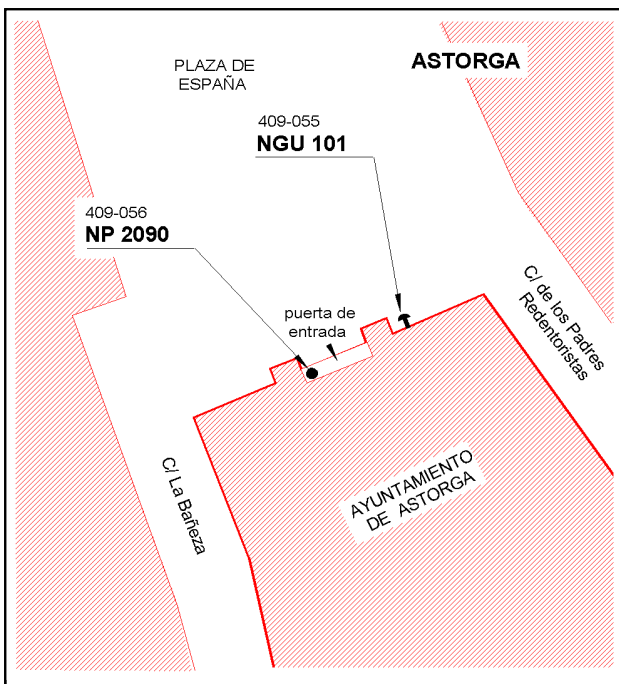 PLAZA DE
ESPAÑA
ASTORGA
409-055
NGU 101
409-056
NP 2090
puerta de
entrada
C/ de los Padres
Redentoristas
C/ La Bañeza
AYUNTAMIENTO
DE ASTORGA